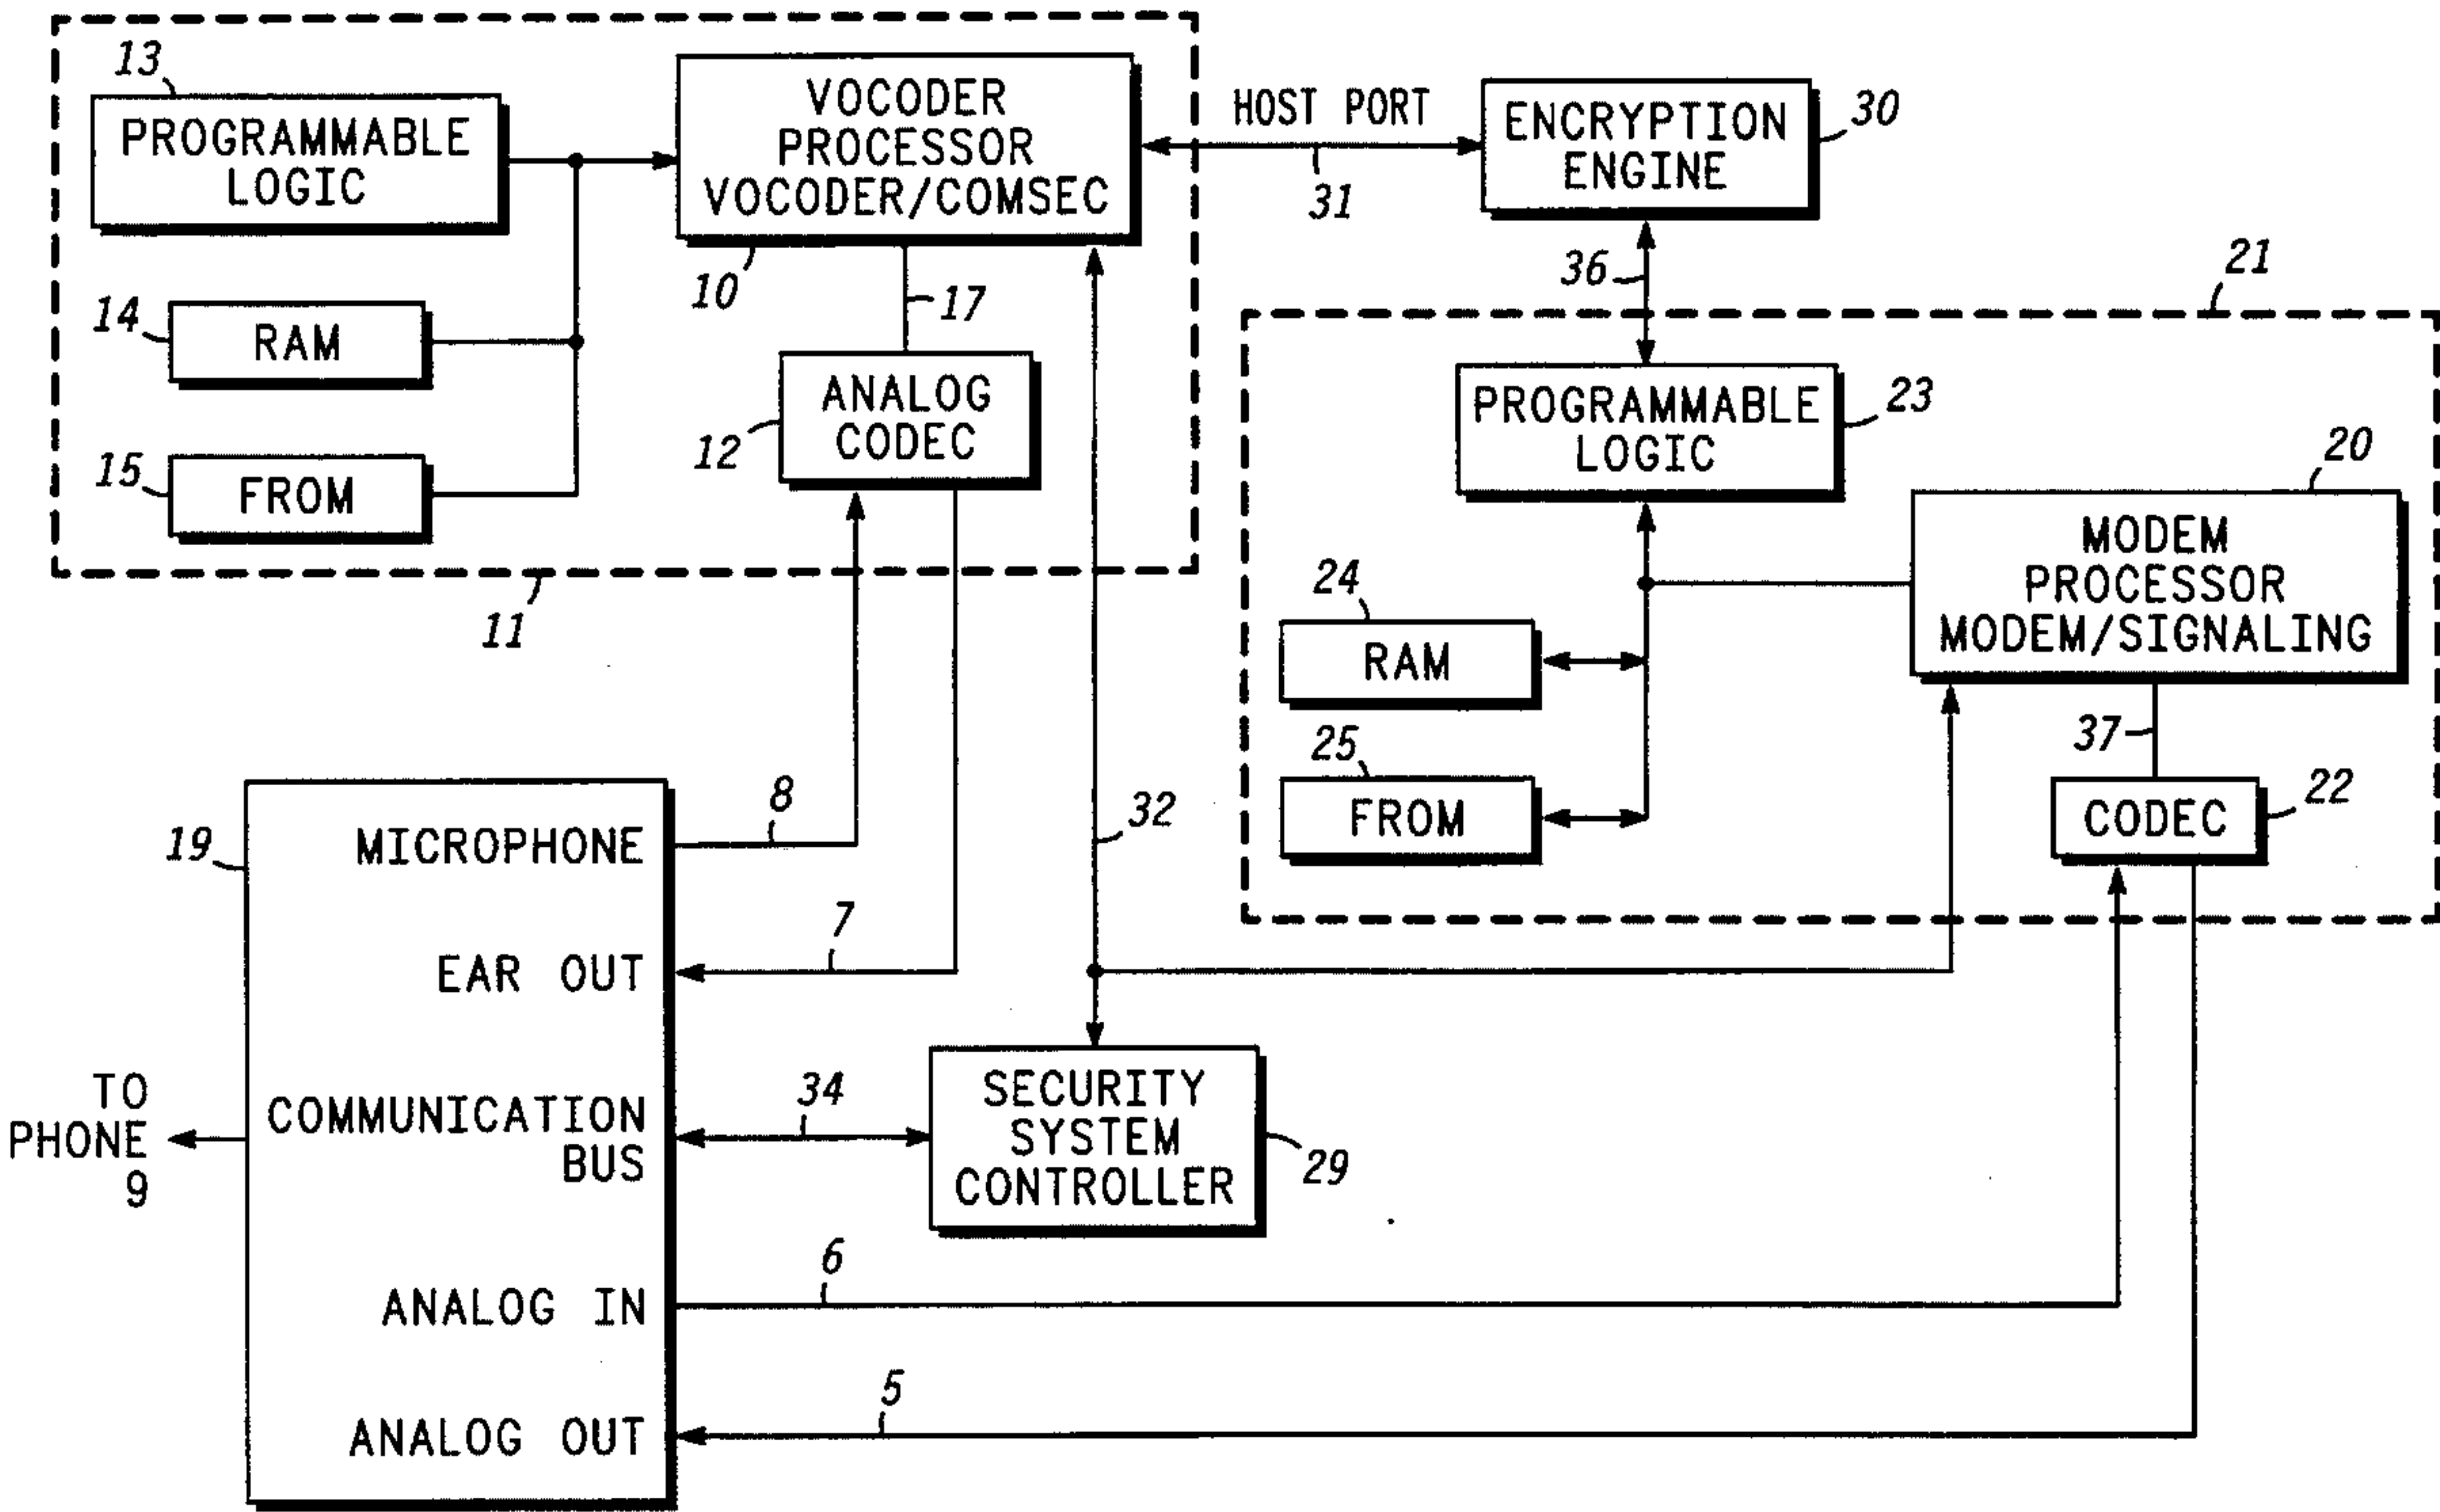 13
PROGRAMMABLE
LOGIC
VOCODER
PROCESSOR
VOCODER/COMSEC
10
HOST PORT
31
ENCRYPTION
ENGINE
30
14
RAM
17
36
21
15
FROM
12
ANALOG
CODEC
11
PROGRAMMABLE
LOGIC
23
20
MODEM
PROCESSOR
MODEM/SIGNALING
24
RAM
25
FROM
37
CODEC
22
32
19
MICROPHONE
8
EAR OUT
7
TO
PHONE
9
COMMUNICATION
BUS
34
SECURITY
SYSTEM
CONTROLLER
29
ANALOG IN
6
ANALOG OUT
5